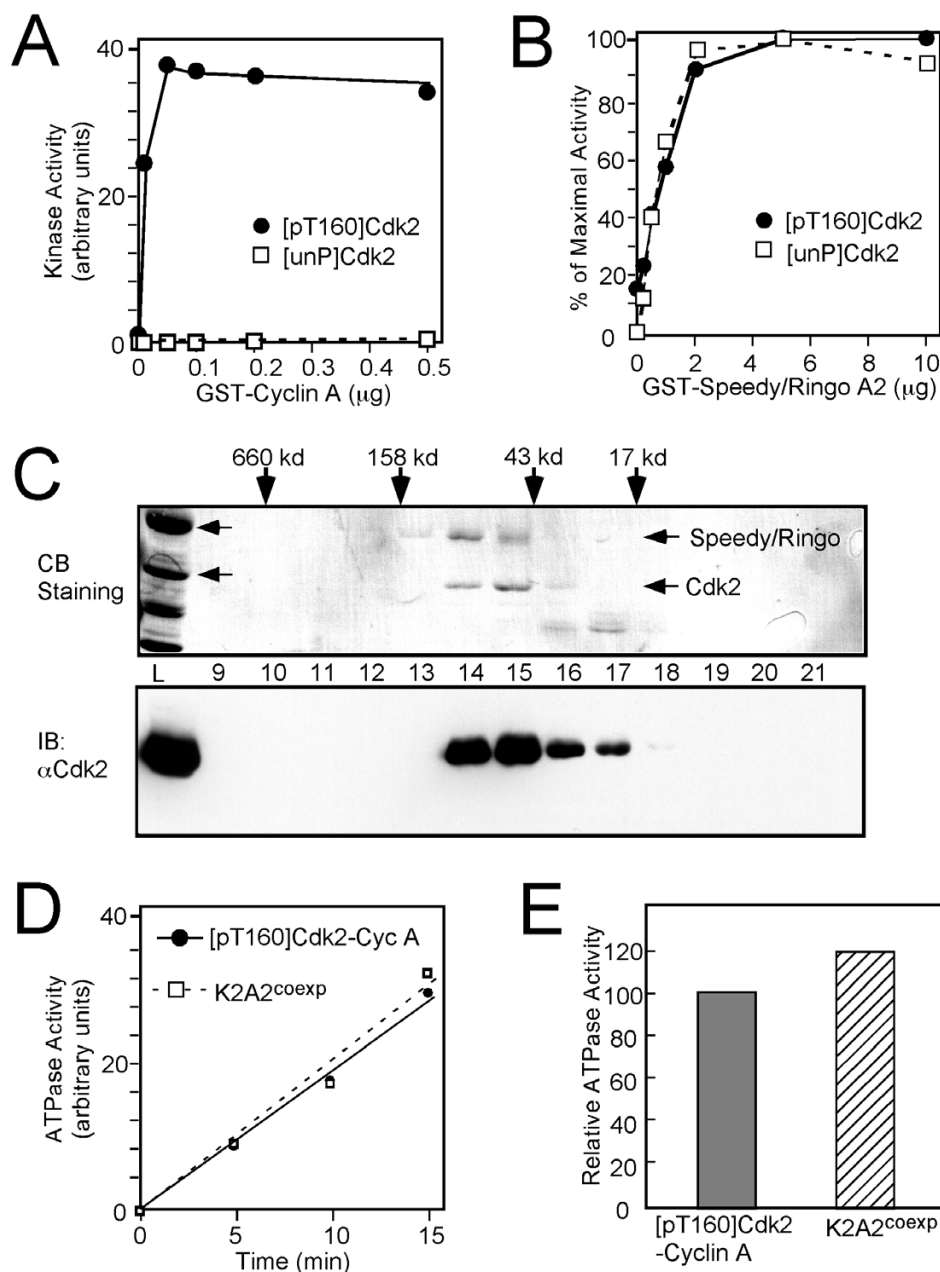 A
40
20
0
Kinase Activity
(arbitrary units)
[pT160]Cdk2
[unP]Cdk2
0 0.1 0.2 0.3 0.4 0.5
GST-Cyclin A (μg)
B
100
80
60
40
20
0
% of Maximal Activity
[pT160]Cdk2
[unP]Cdk2
0 2 4 6 8 10
GST-Speedy/Ringo A2 (μg)
C
660 kd 158 kd 43 kd 17 kd
CB
Staining
Speedy/Ringo
Cdk2
L 9 10 11 12 13 14 15 16 17 18 19 20 21
IB:
αCdk2
D
40
20
0
ATPase Activity
(arbitrary units)
[pT160]Cdk2-Cyc A
K2A2coexp
0 5 10 15
Time (min)
E
120
100
80
60
40
20
0
Relative ATPase Activity
[pT160]Cdk2
-Cyclin A
K2A2coexp